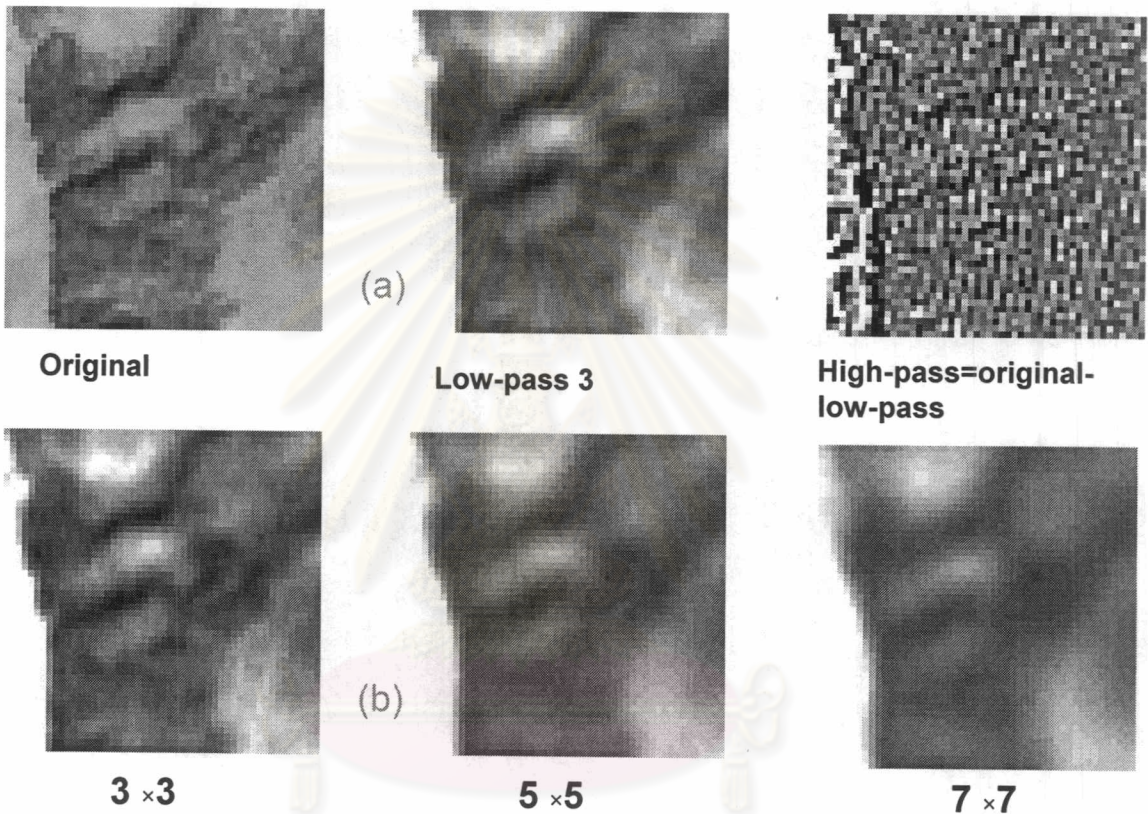 (a)
Original
Low-pass 3
High-pass=original-
low-pass
(b)
3 ×3
5 ×5
7 ×7